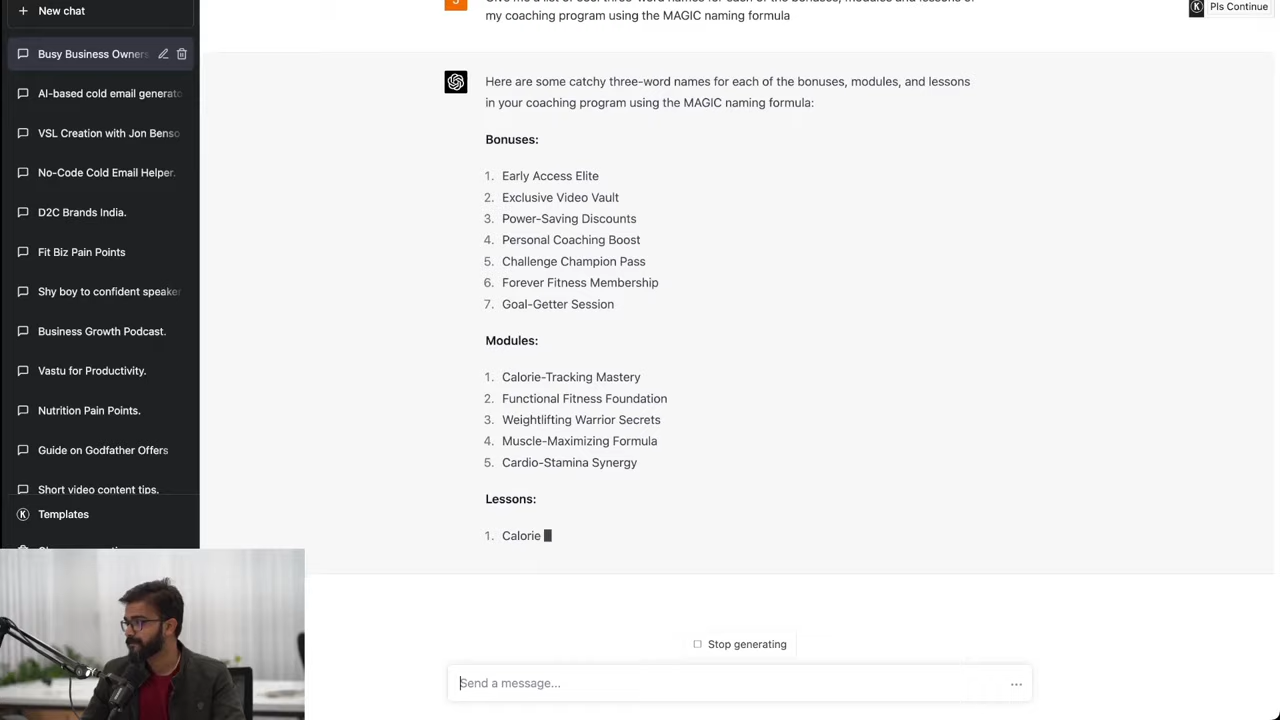 New chat
Busy Business Owners
AI-based cold email generato
VSL Creation with Jon Benso
No-Code Cold Email Helper.
D2C Brands India.
Fit Biz Pain Points
Shy boy to confident speaker
Business Growth Podcast.
Vastu for Productivity.
Nutrition Pain Points.
Guide on Godfather Offers
Short video content tips.
Templates
my coaching program using the MAGIC naming formula
Pls Continue
Here are some catchy three-word names for each of the bonuses, modules, and lessons
in your coaching program using the MAGIC naming formula:
Bonuses:
1. Early Access Elite
2. Exclusive Video Vault
3. Power-Saving Discounts
4. Personal Coaching Boost
5. Challenge Champion Pass
6. Forever Fitness Membership
7. Goal-Getter Session
Modules:
1. Calorie-Tracking Mastery
2. Functional Fitness Foundation
3. Weightlifting Warrior Secrets
4. Muscle-Maximizing Formula
5. Cardio-Stamina Synergy
Lessons:
1. Calorie
Stop generating
Send a message...